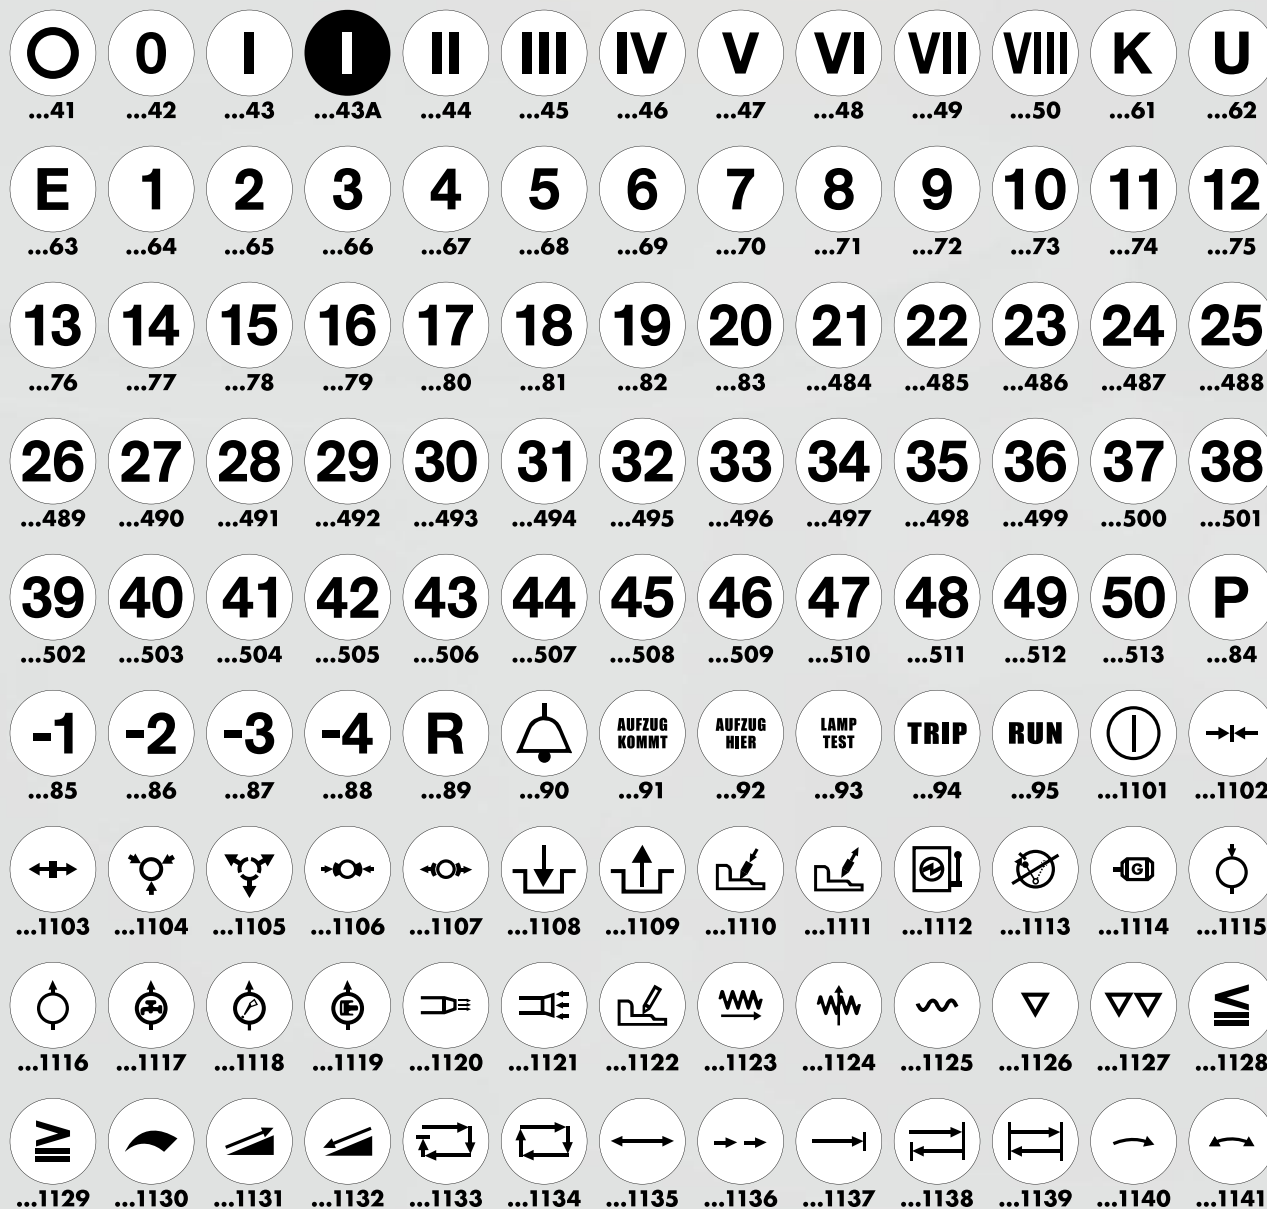 O 0 I I II III IV V VI VII VIII K U
...41 ...42 ...43 ...43A ...44 ...45 ...46 ...47 ...48 ...49 ...50 ...61 ...62
E 1 2 3 4 5 6 7 8 9 10 11 12
...63 ...64 ...65 ...66 ...67 ...68 ...69 ...70 ...71 ...72 ...73 ...74 ...75
13 14 15 16 17 18 19 20 21 22 23 24 25
...76 ...77 ...78 ...79 ...80 ...81 ...82 ...83 ...484 ...485 ...486 ...487 ...488
26 27 28 29 30 31 32 33 34 35 36 37 38
...489 ...490 ...491 ...492 ...493 ...494 ...495 ...496 ...497 ...498 ...499 ...500 ...501
39 40 41 42 43 44 45 46 47 48 49 50 P
...502 ...503 ...504 ...505 ...506 ...507 ...508 ...509 ...510 ...511 ...512 ...513 ...84
-1 -2 -3 -4 R AUFZUG KOMMT AUFZUG HIER LAMP TEST TRIP RUN
...85 ...86 ...87 ...88 ...89 ...90 ...91 ...92 ...93 ...94 ...95 ...1101 ...1102
G
...1103 ...1104 ...1105 ...1106 ...1107 ...1108 ...1109 ...1110 ...1111 ...1112 ...1113 ...1114 ...1115
≦
...1116 ...1117 ...1118 ...1119 ...1120 ...1121 ...1122 ...1123 ...1124 ...1125 ...1126 ...1127 ...1128
≧
...1129 ...1130 ...1131 ...1132 ...1133 ...1134 ...1135 ...1136 ...1137 ...1138 ...1139 ...1140 ...1141